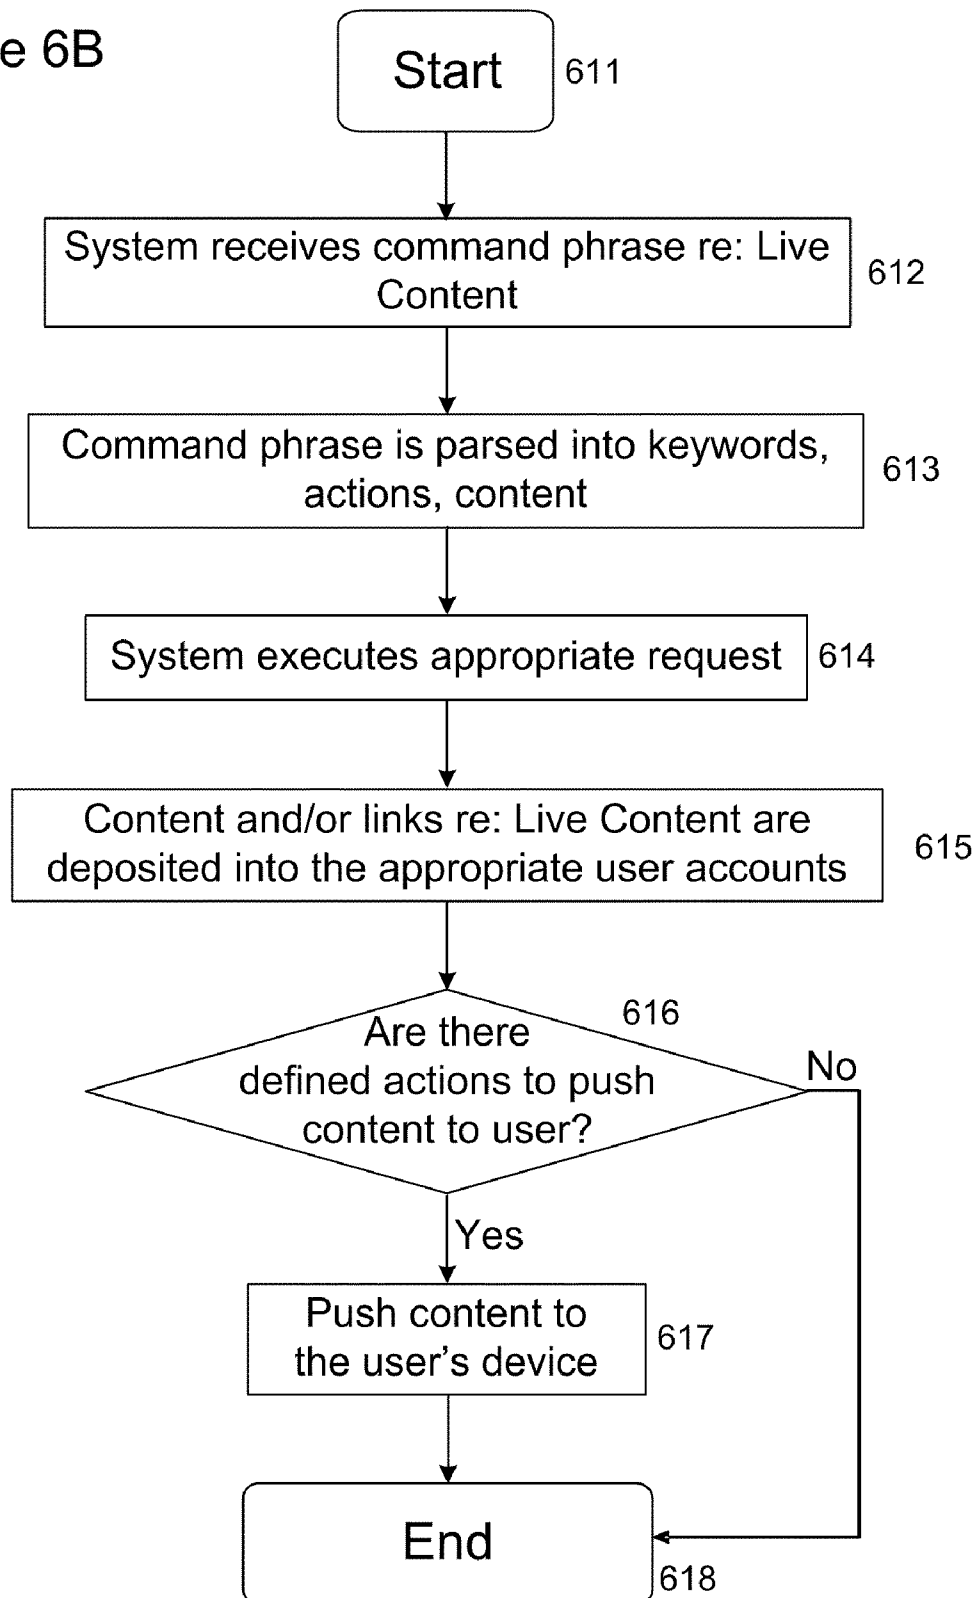 e 6B
Start
611
System receives command phrase re: Live
Content
612
Command phrase is parsed into keywords,
actions, content
613
System executes appropriate request
614
Content and/or links re: Live Content are
deposited into the appropriate user accounts
615
616
Are there
defined actions to push
content to user?
No
Yes
Push content to
the user's device
617
End
618